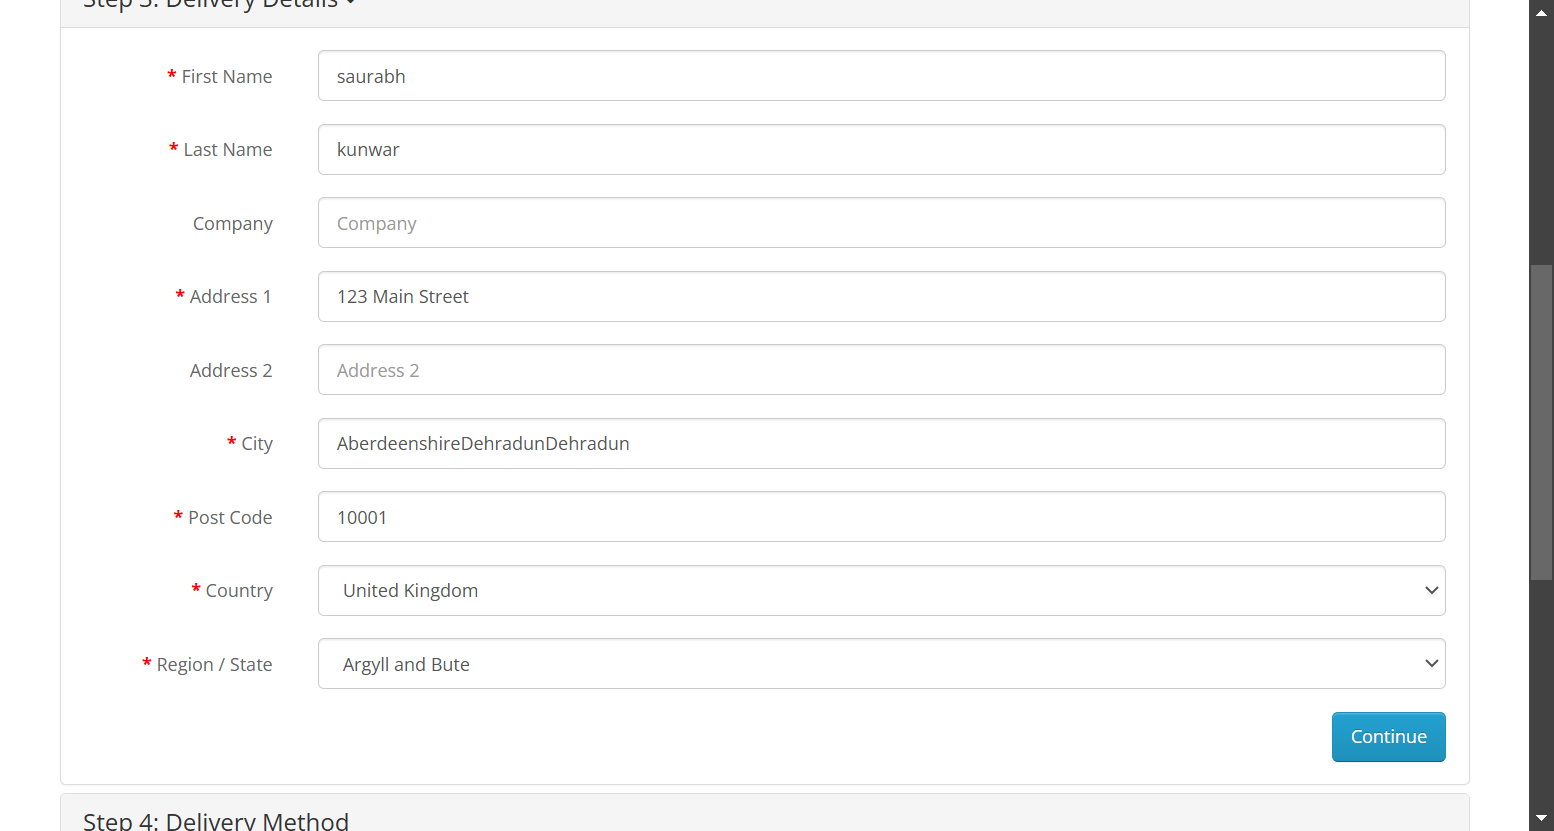 Step 3: Delivery Details
* First Name
saurabh
* Last Name
kunwar
Company
Company
* Address 1
123 Main Street
Address 2
Address 2
* City
AberdeenshireDehradunDehradun
* Post Code
10001
* Country
United Kingdom
* Region / State
Argyll and Bute
Continue
Step 4: Delivery Method